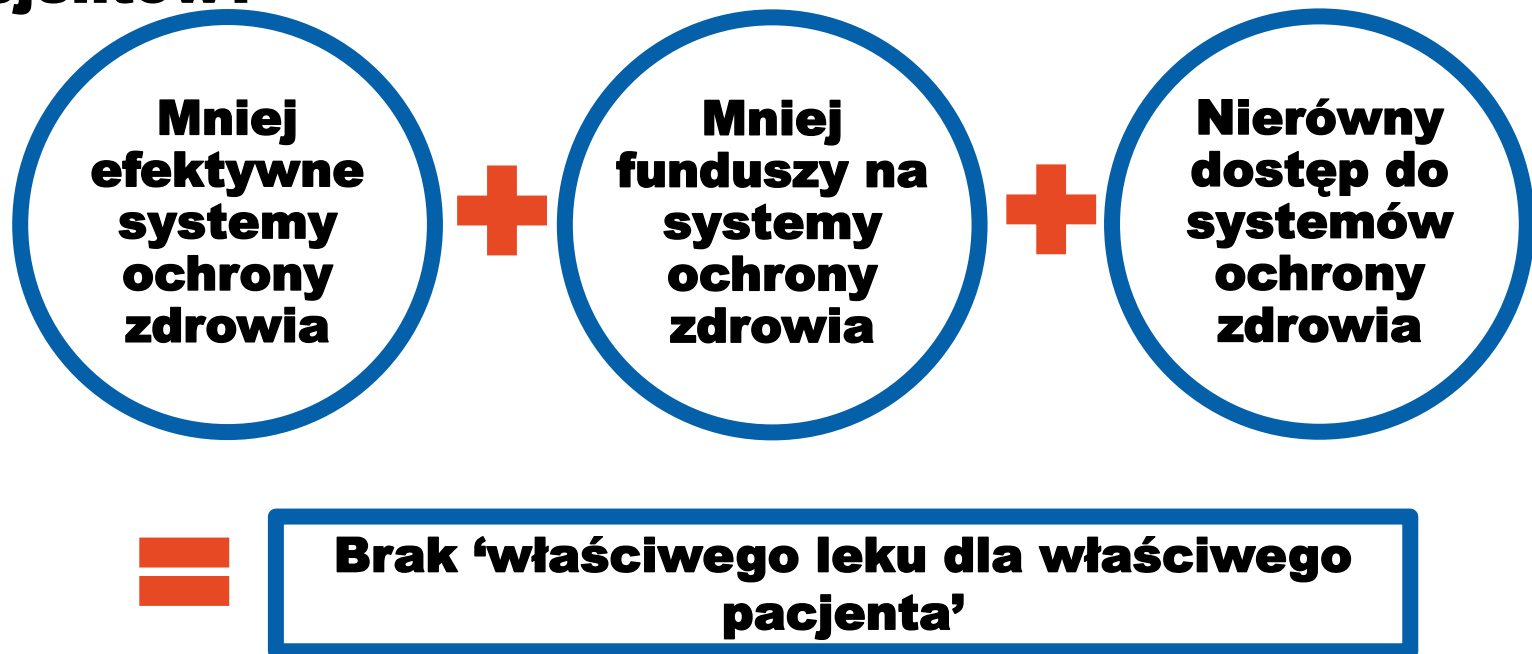 Mniej
efektywne
systemy
ochrony
zdrowia
Mniej
funduszy na
systemy
ochrony
zdrowia
Nierówny
dostęp do
systemów
ochrony
zdrowia
Brak ‘właściwego leku dla właściwego
pacjenta’